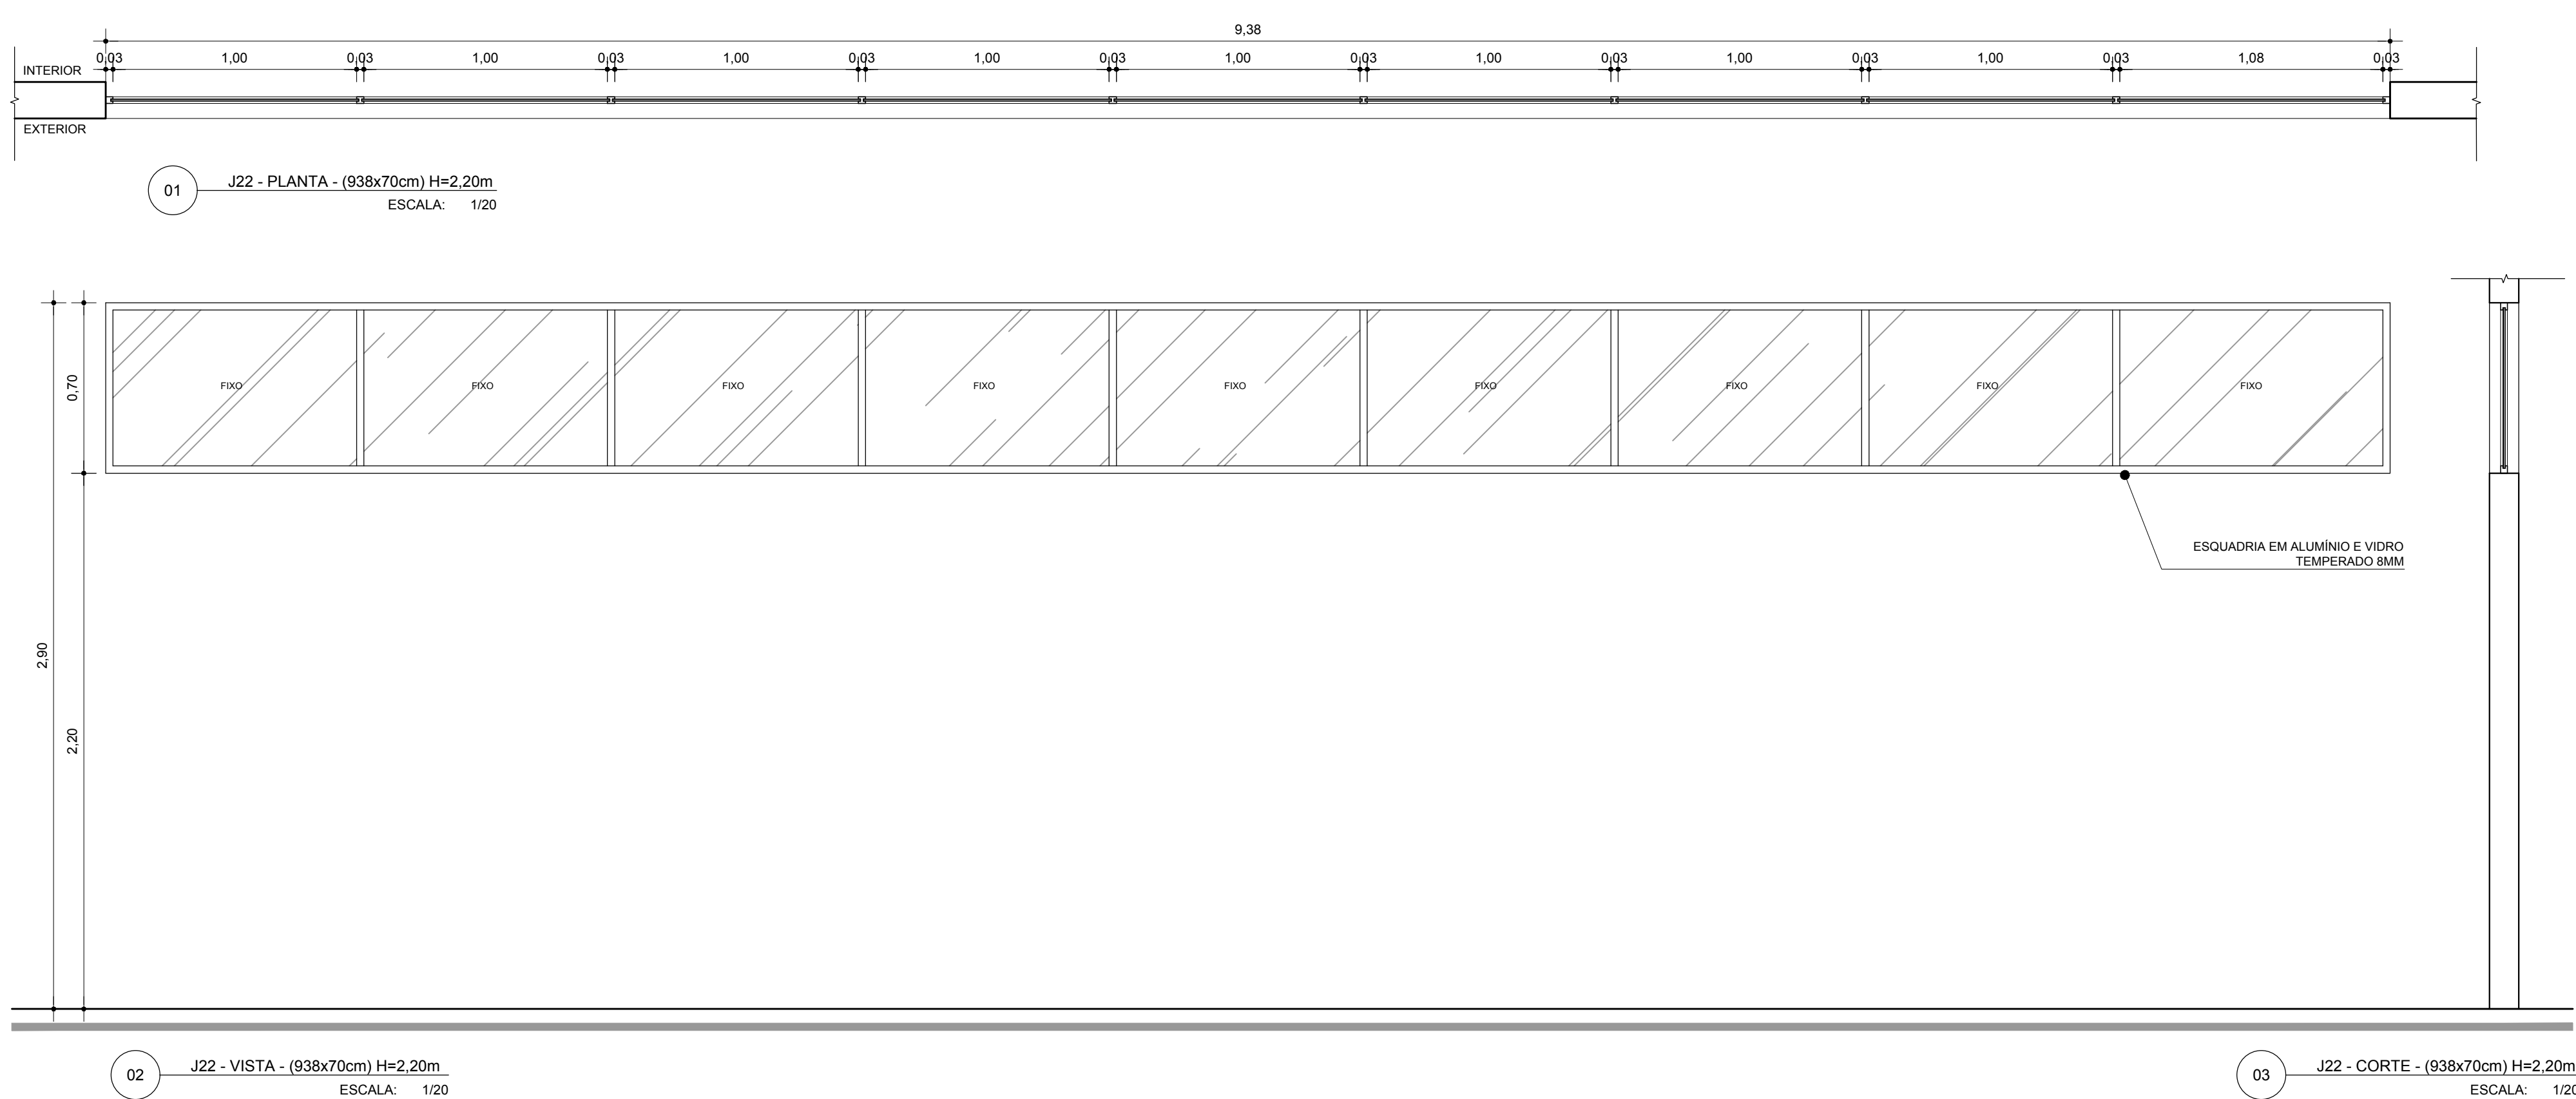 9,38
0,03 1,00 0,03 1,00 0,03 1,00 0,03 1,00 0,03 1,00 0,03 1,00 0,03 1,00 0,03 1,00 0,03 1,08 0,03
INTERIOR
EXTERIOR
01 J22 - PLANTA - (938x70cm) H=2,20m
ESCALA: 1/20
0,70
FIXO FIXO FIXO FIXO FIXO FIXO FIXO FIXO FIXO
ESQUADRIA EM ALUMÍNIO E VIDRO
TEMPERADO 8MM
2,90
2,20
02 J22 - VISTA - (938x70cm) H=2,20m
ESCALA: 1/20
03 J22 - CORTE - (938x70cm) H=2,20m
ESCALA: 1/20